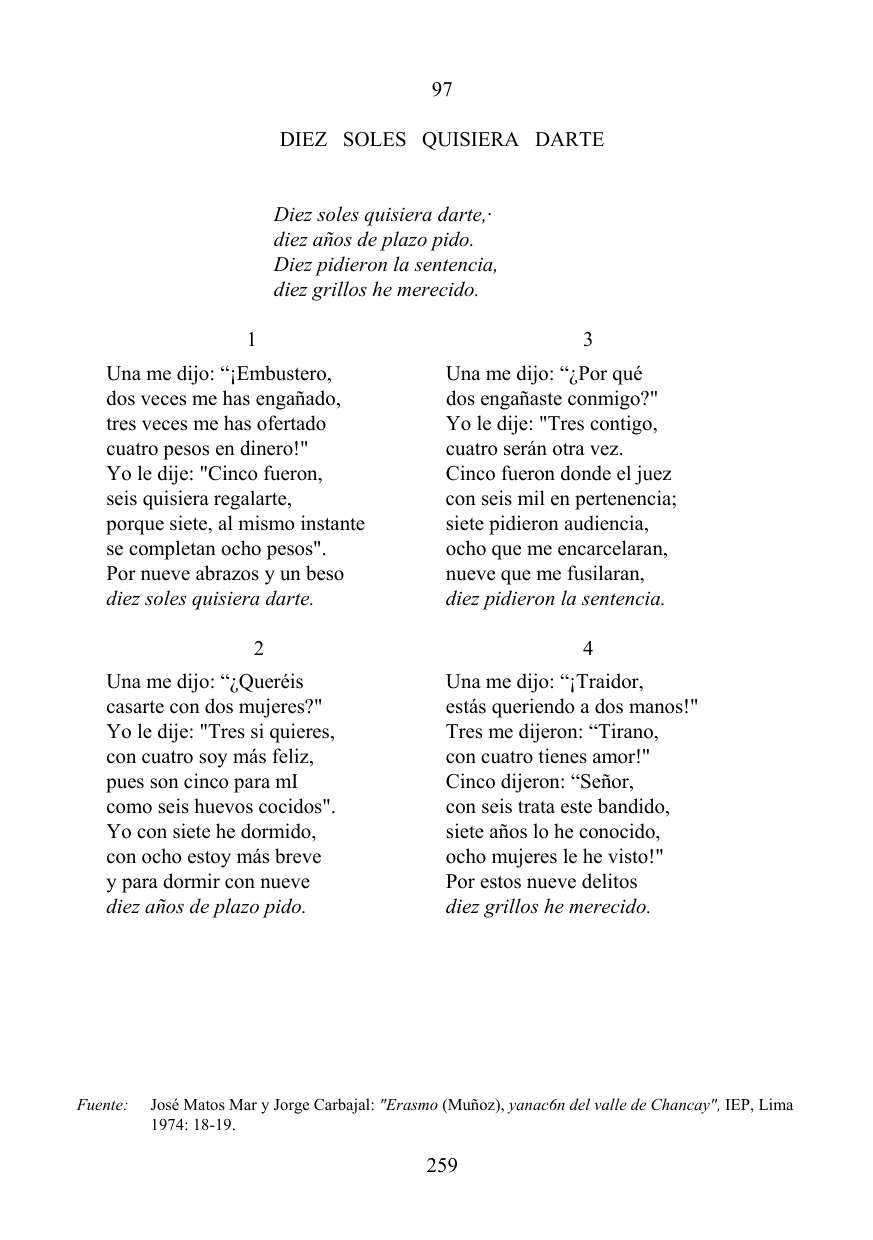 97
DIEZ SOLES QUISIERA DARTE
Diez soles quisiera darte,·
diez años de plazo pido.
Diez pidieron la sentencia,
diez grillos he merecido.
1
Una me dijo: “¡Embustero,
dos veces me has engañado,
tres veces me has ofertado
cuatro pesos en dinero!"
Yo le dije: "Cinco fueron,
seis quisiera regalarte,
porque siete, al mismo instante
se completan ocho pesos".
Por nueve abrazos y un beso
diez soles quisiera darte.
2
Una me dijo: “¿Queréis
casarte con dos mujeres?"
Yo le dije: "Tres si quieres,
con cuatro soy más feliz,
pues son cinco para mI
como seis huevos cocidos".
Yo con siete he dormido,
con ocho estoy más breve
y para dormir con nueve
diez años de plazo pido.
3
Una me dijo: “¿Por qué
dos engañaste conmigo?"
Yo le dije: "Tres contigo,
cuatro serán otra vez.
Cinco fueron donde el juez
con seis mil en pertenencia;
siete pidieron audiencia,
ocho que me encarcelaran,
nueve que me fusilaran,
diez pidieron la sentencia.
4
Una me dijo: “¡Traidor,
estás queriendo a dos manos!"
Tres me dijeron: “Tirano,
con cuatro tienes amor!"
Cinco dijeron: “Señor,
con seis trata este bandido,
siete años lo he conocido,
ocho mujeres le he visto!"
Por estos nueve delitos
diez grillos he merecido.
Fuente: José Matos Mar y Jorge Carbajal: "Erasmo (Muñoz), yanac6n del valle de Chancay", IEP, Lima
1974: 18-19.
259